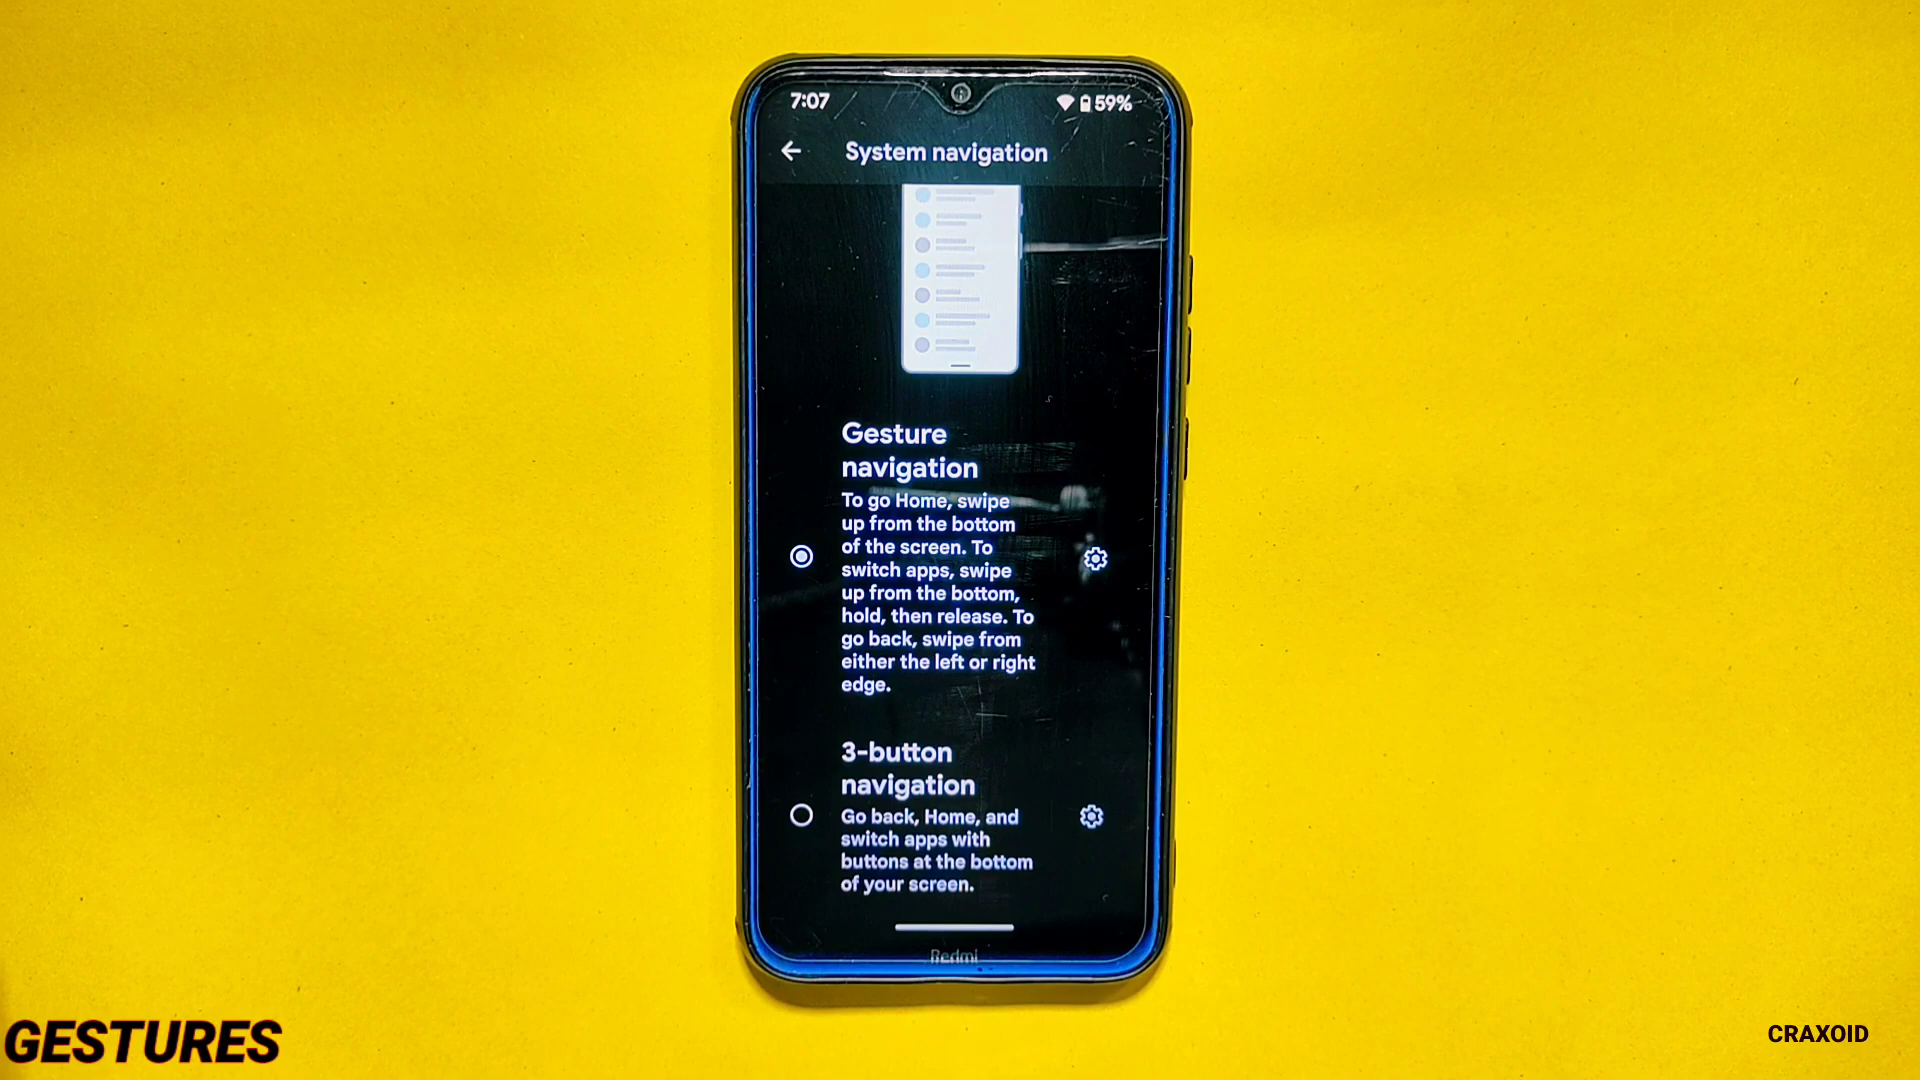 7:07
59%
System navigation
Gesture
navigation
To go Home, swipe
up from the bottom
of the screen. To
switch apps, swipe
up from the bottom,
hold, then release. To
go back, swipe from
either the left or right
edge.
3-button
navigation
Go back, Home, and
switch apps with
buttons at the bottom
of your screen.
Redmi
GESTURES
CRAXOID